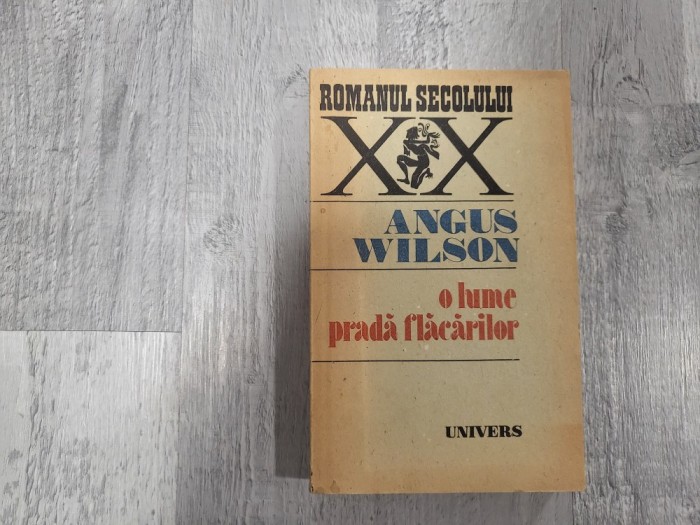 ROMANUL SECOLULUI
XX
ANGUS
WILSON
o lume
pradă flăcărilor
UNIVERS